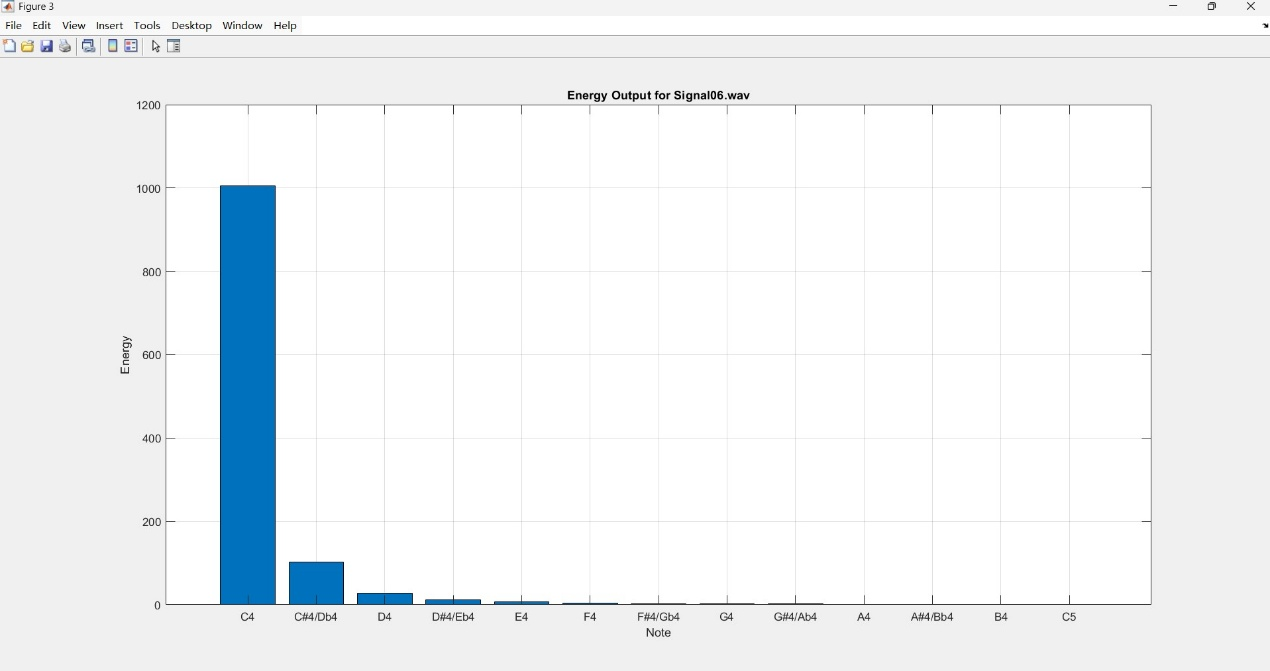 Figure 3
File Edit View Insert Tools Desktop Window Help
Energy Output for Signal06.wav
1200
1000
800
600
400
200
0
Energy
C4 C#4/Db4 D4 D#4/Eb4 E4 F4 F#4/Gb4 G4 G#4/Ab4 A4 A#4/Bb4 B4 C5
Note